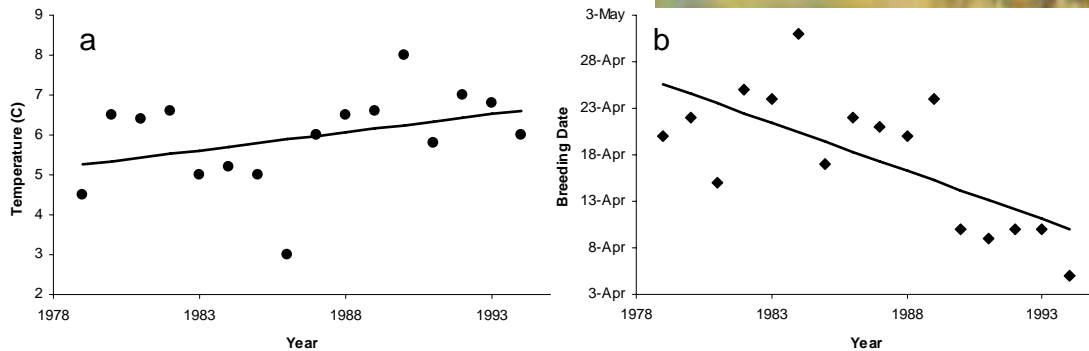 a
Temperature (C)
9
8
7
6
5
4
3
2
1978
1983
1988
1993
Year
b
Breeding Date
3-May
28-Apr
23-Apr
18-Apr
13-Apr
8-Apr
3-Apr
1978
1983
1988
1993
Year